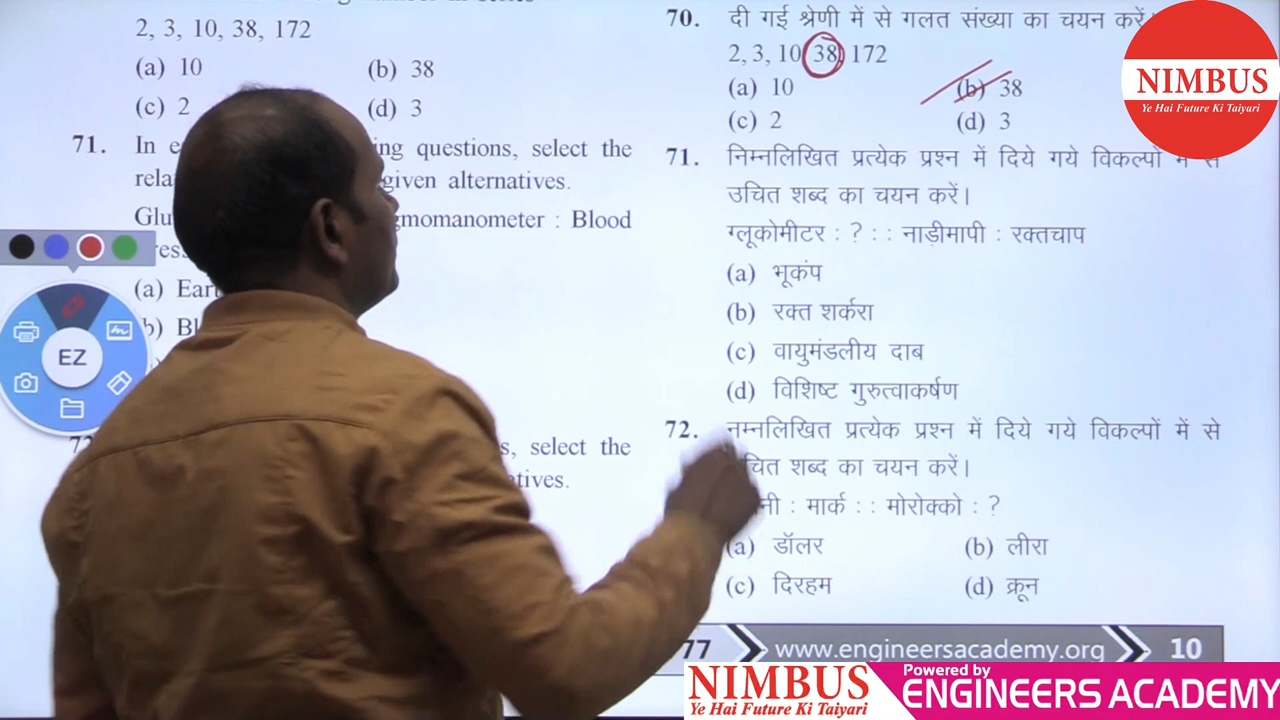 2, 3, 10, 38, 172
(a) 10 (b) 38
(c) 2 (d) 3
71. In ing questions, select the
given alternatives.
gmomanometer : Blood
(a)
select the
70. दी गई श्रेणी में से गलत संख्या का चयन करें।
2, 3, 10 38, 172
(a) 10 (b) 38
(c) 2 (d) 3
71. निम्नलिखित प्रत्येक प्रश्न में दिये गये विकल्पों में से
उचित शब्द का चयन करें।
ग्लूकोमीटर : ? : : नाड़ीमापी : रक्तचाप
(a) भूकंप
(b) रक्त शर्करा
(c) वायुमंडलीय दाब
(d) विशिष्ट गुरुत्वाकर्षण
72. नम्नलिखित प्रत्येक प्रश्न में दिये गये विकल्पों में से
चित शब्द का चयन करें।
नी : मार्क : : मोरोक्को : ?
(a) डॉलर (b) लीरा
(c) दिरहम (d) क्रून
77 www.engineersacademy.org 10
EZ
NIMBUS
Ye Hai Future Ki Taiyari
NIMBUS
Ye Hai Future Ki Taiyari
Powered by
ENGINEERS ACADEMY